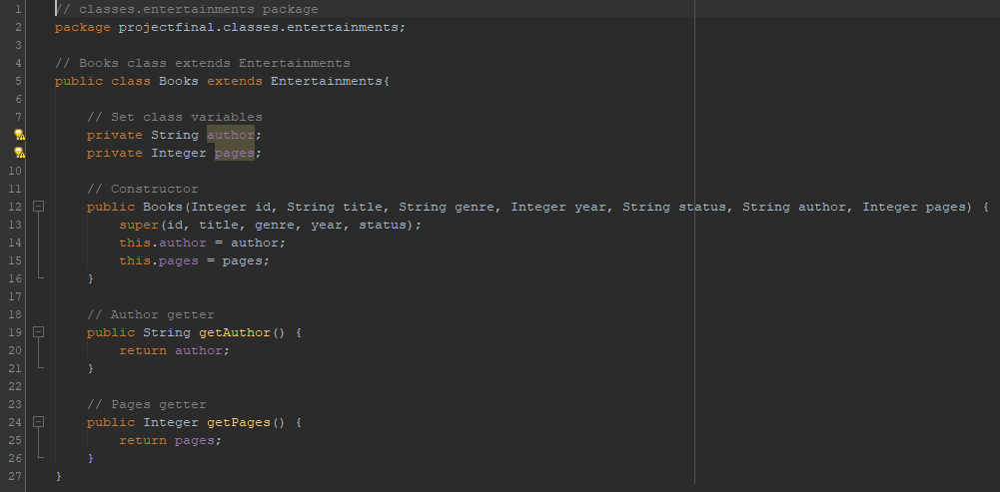 1 // classes.entertainments package
2 package projectfinal.classes.entertainments;
3
4 // Books class extends Entertainments
5 public class Books extends Entertainments{
6
7 // Set class variables
private String author;
private Integer pages;
10
11 // Constructor
12 public Books(Integer id, String title, String genre, Integer year, String status, String author, Integer pages) {
13 super(id, title, genre, year, status);
14 this.author = author;
15 this.pages = pages;
16 }
17
18 // Author getter
19 public String getAuthor() {
20 return author;
21 }
22
23 // Pages getter
24 public Integer getPages() {
25 return pages;
26 }
27 }